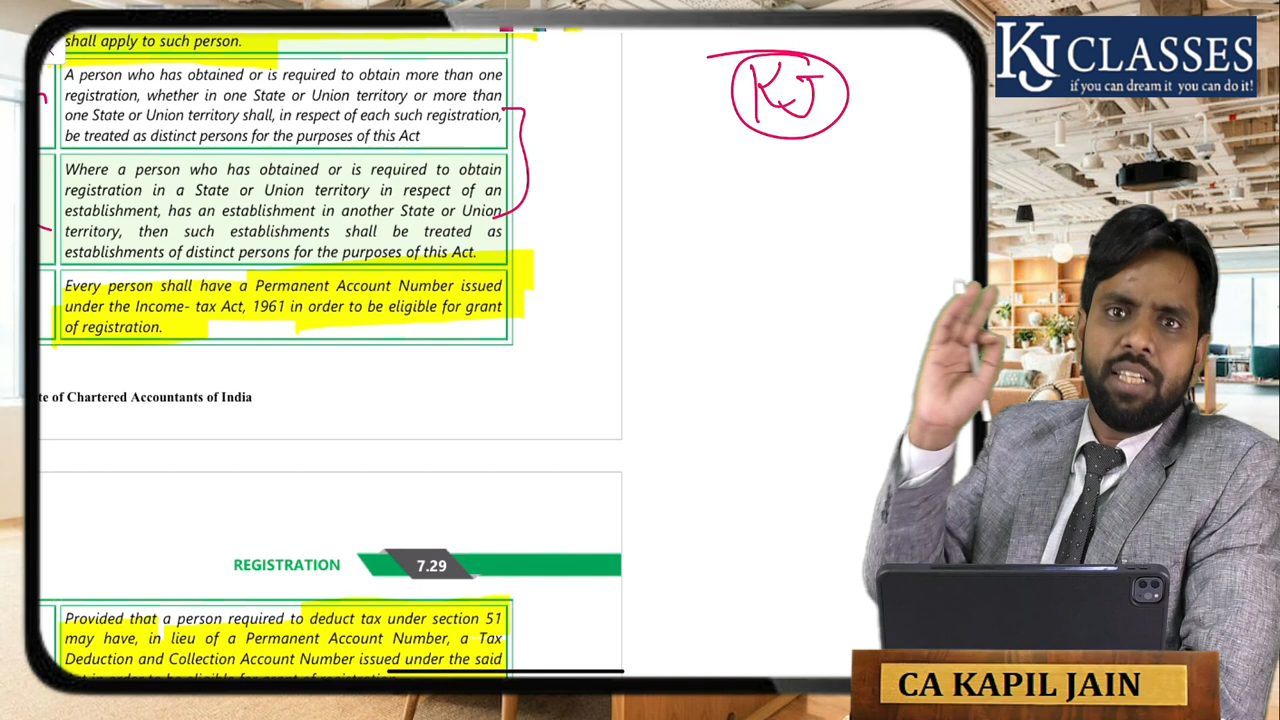 shall apply to such person.
A person who has obtained or is required to obtain more than one
registration, whether in one State or Union territory or more than
one State or Union territory shall, in respect of each such registration,
be treated as distinct persons for the purposes of this Act
Where a person who has obtained or is required to obtain
registration in a State or Union territory in respect of an
establishment, has an establishment in another State or Union
territory, then such establishments shall be treated as
establishments of distinct persons for the purposes of this Act.
Every person shall have a Permanent Account Number issued
under the Income- tax Act, 1961 in order to be eligible for grant
of registration.
te of Chartered Accountants of India
REGISTRATION 7.29
Provided that a person required to deduct tax under section 51
may have, in lieu of a Permanent Account Number, a Tax
Deduction and Collection Account Number issued under the said
in order to be eligible for grant of registration
KJ
KJ CLASSES
if you can dream it you can do it!
CA KAPIL JAIN